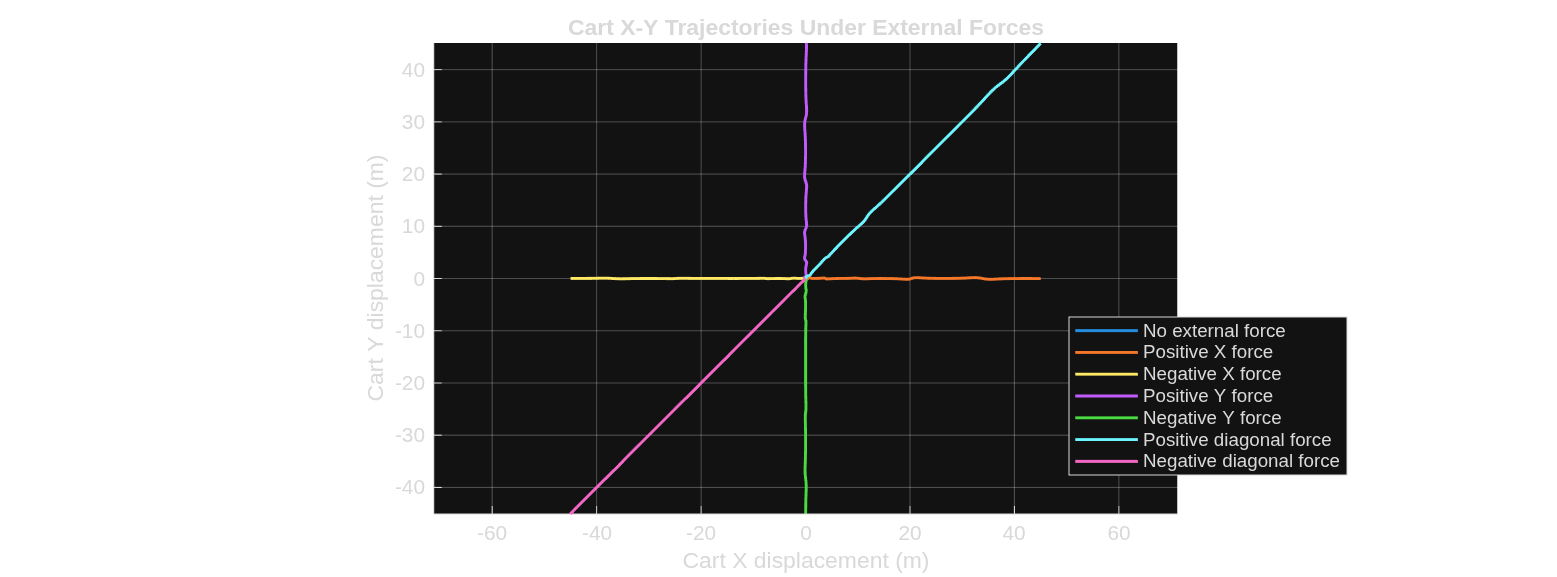 Cart X-Y Trajectories Under External Forces
Cart Y displacement (m)
40
30
20
10
0
-10
-20
-30
-40
-60
-40
-20
0
20
40
60
Cart X displacement (m)
No external force
Positive X force
Negative X force
Positive Y force
Negative Y force
Positive diagonal force
Negative diagonal force